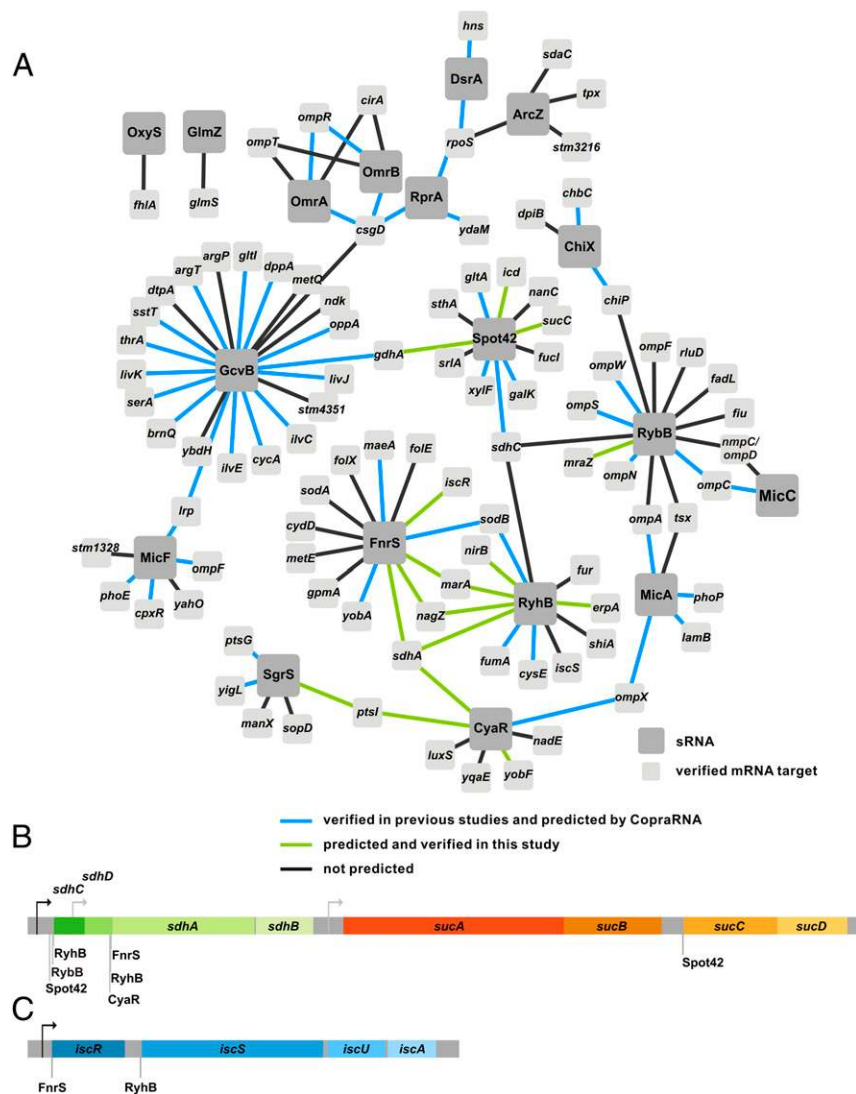 A
hns
DsrA
sdaC
tpx
ArcZ
stm3216
rpoS
OxyS
GlmZ
fhlA
glmS
cirA
ompR
ompT
OmrB
OmrA
RprA
csgD
ydaM
chbC
dpiB
ChiX
chiP
argP
gltI
argT
dppA
metQ
dtpA
ndk
sstT
oppA
thrA
GcvB
gdhA
livK
livJ
serA
stm4351
brnQ
ilvC
ybdH
cycA
ilvE
lrp
gltA
icd
nanC
sthA
sucC
Spot42
fucI
srlA
xylF
galK
sdhC
ompF
rluD
ompW
fadL
ompS
fiu
RybB
nmpC/
ompD
mraZ
ompN
ompC
MicC
ompA
tsx
maeA
folE
folX
iscR
sodA
sodB
cydD
FnrS
nirB
metE
marA
fur
gpmA
RyhB
erpA
yobA
nagZ
shiA
sdhA
fumA
cysE
iscS
MicA
phoP
lamB
ompX
stm1328
MicF
ompF
phoE
cpxR
yahO
ptsG
SgrS
yigL
manX
sopD
ptsI
CyaR
luxS
nadE
yqaE
yobF
sRNA
verified mRNA target
verified in previous studies and predicted by CopraRNA
predicted and verified in this study
not predicted
B
sdhC
sdhD
sdhA
sdhB
sucA
sucB
sucC
sucD
RyhB
RybB
Spot42
FnrS
RyhB
CyaR
Spot42
C
iscR
iscS
iscU
iscA
FnrS
RyhB